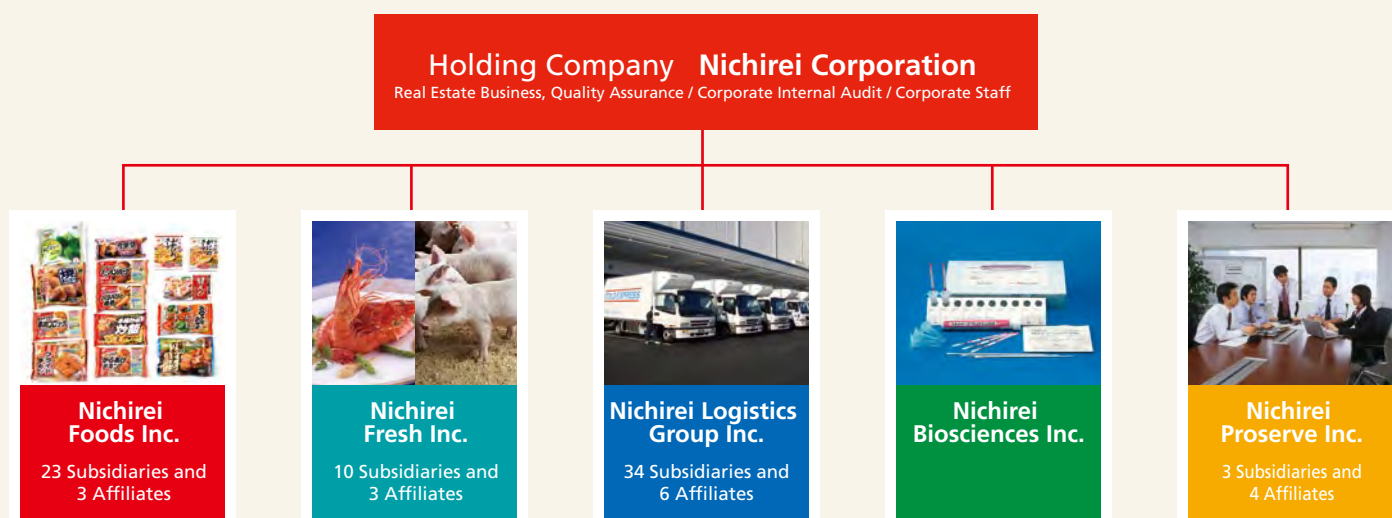 Holding Company Nichirei Corporation
Real Estate Business, Quality Assurance / Corporate Internal Audit / Corporate Staff
Nichirei
Foods Inc.
23 Subsidiaries and
3 Affiliates
Nichirei
Fresh Inc.
10 Subsidiaries and
3 Affiliates
Nichirei Logistics
Group Inc.
34 Subsidiaries and
6 Affiliates
Nichirei
Biosciences Inc.
Nichirei
Proserve Inc.
3 Subsidiaries and
4 Affiliates